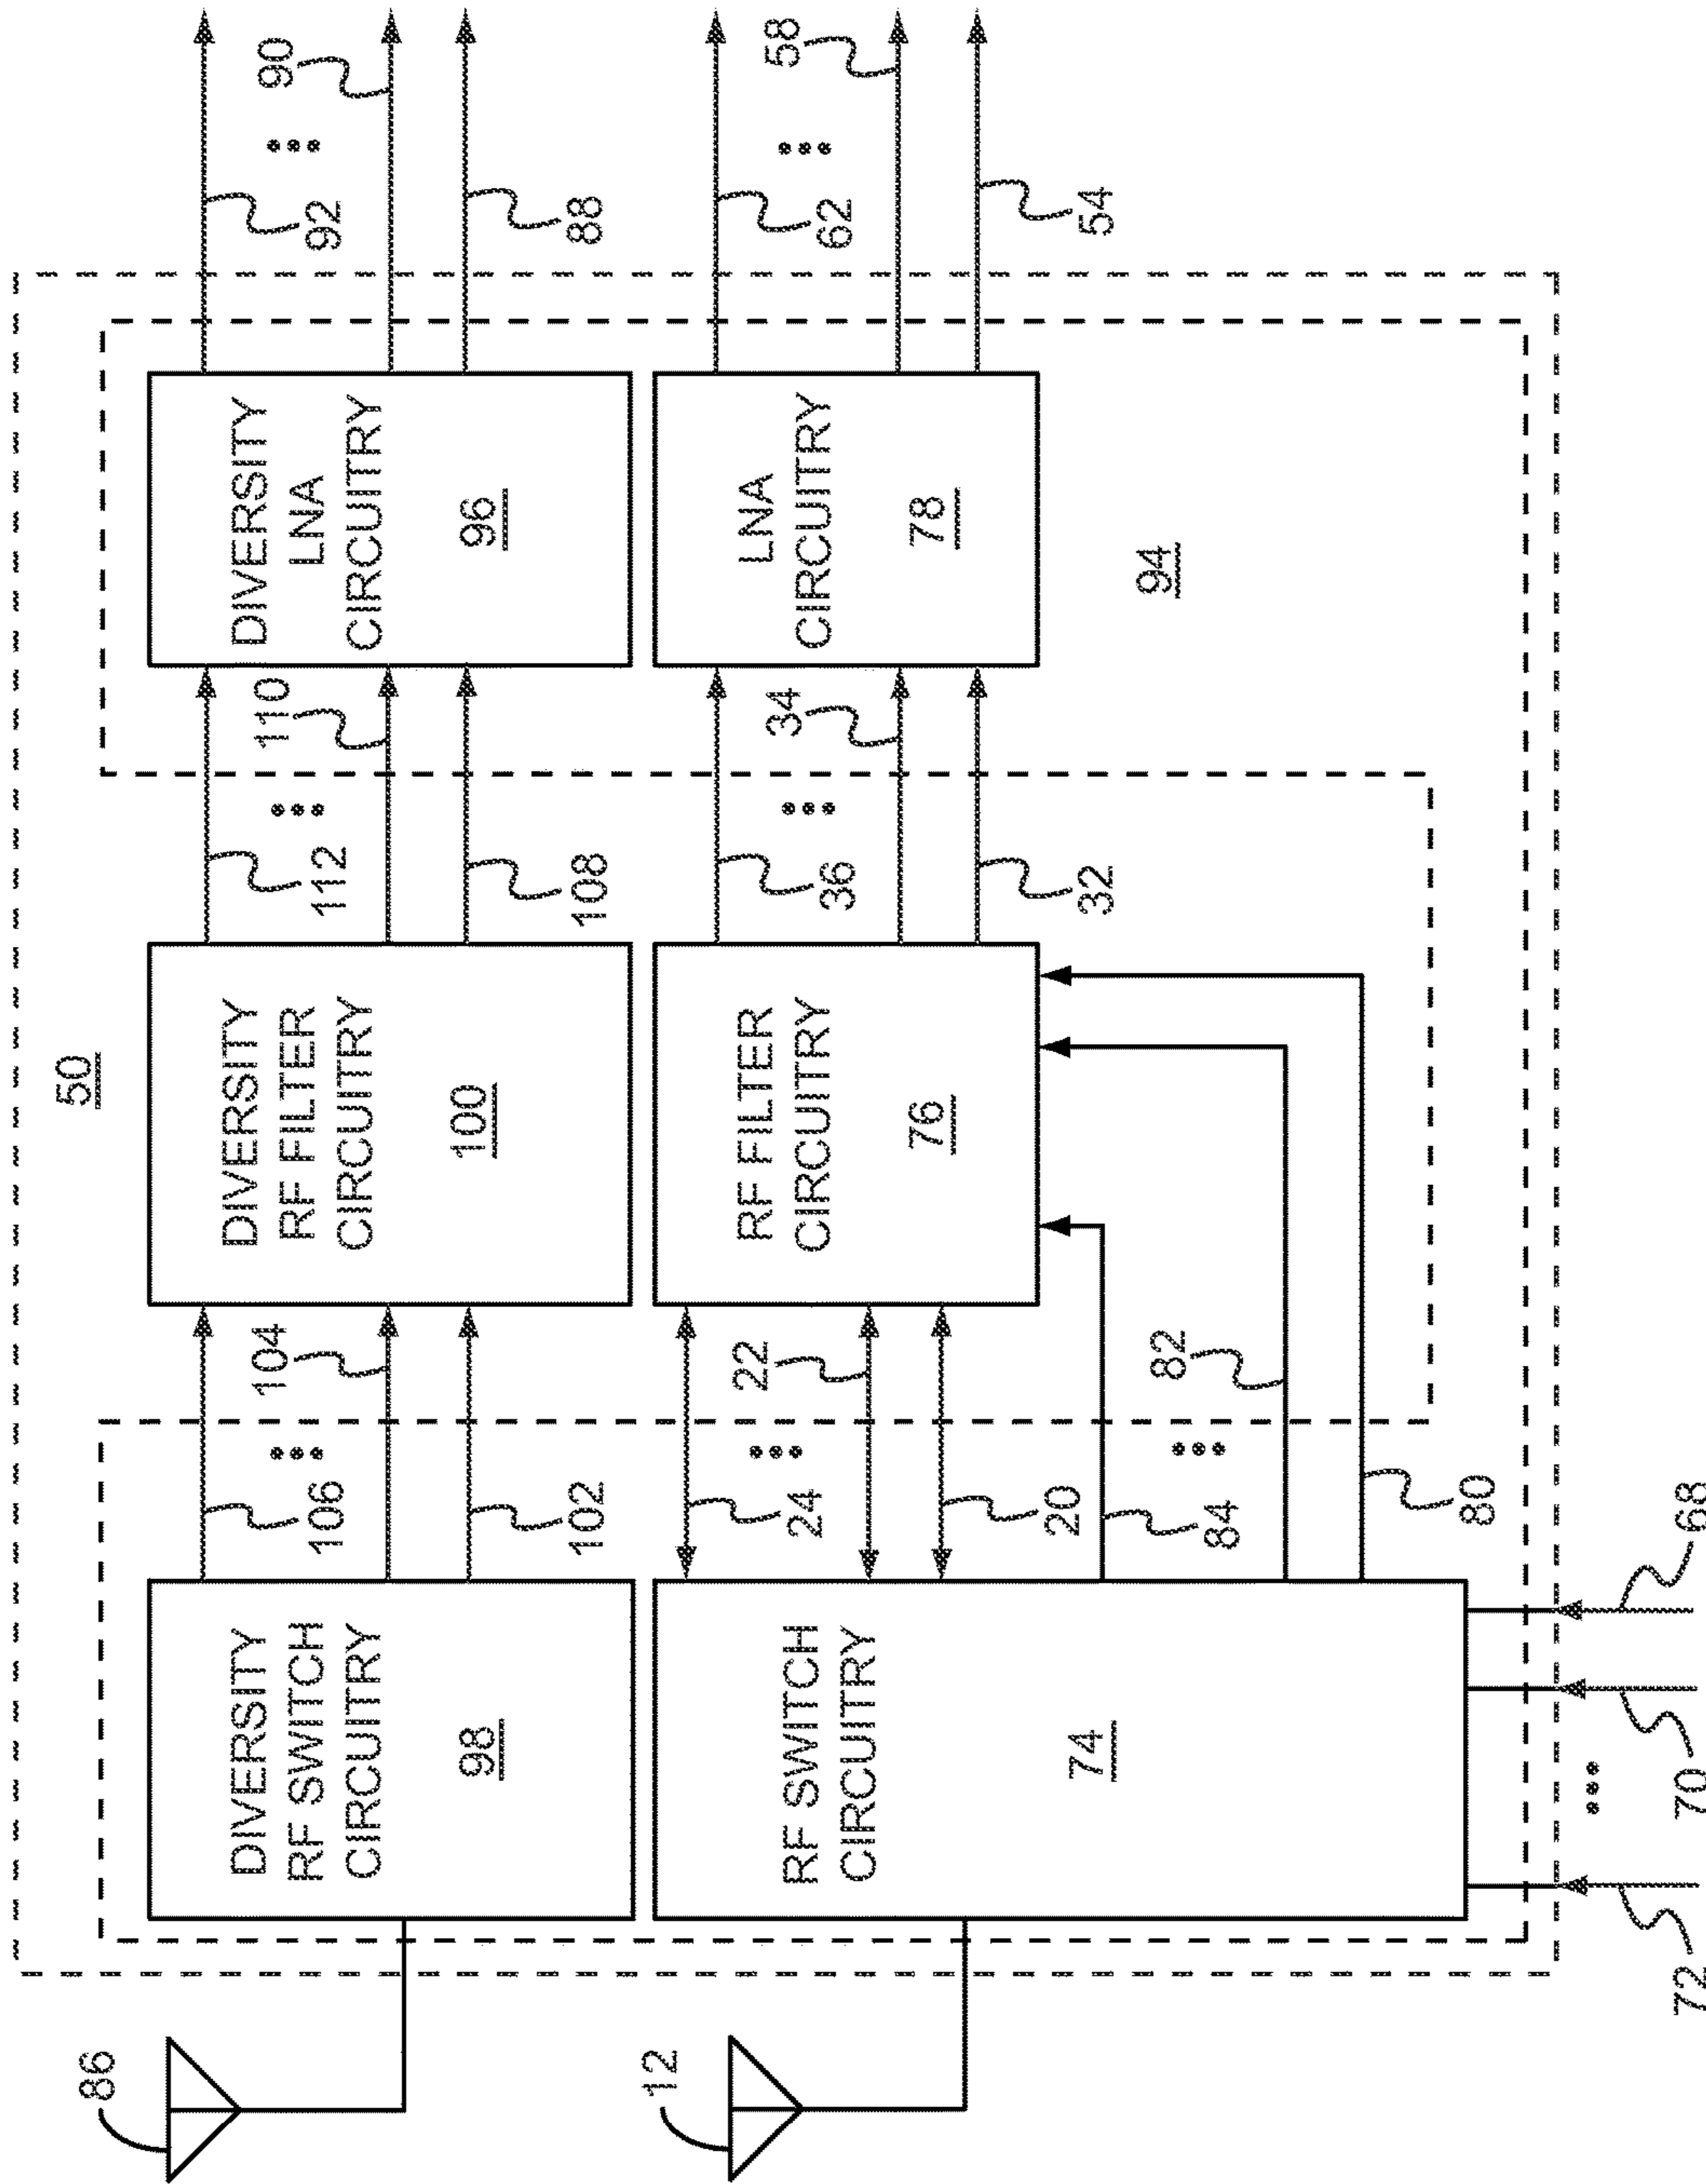 50
86
DIVERSITY
RF SWITCH
CIRCUITRY
98
106
104
102
DIVERSITY
RF FILTER
CIRCUITRY
100
112
110
108
DIVERSITY
LNA
CIRCUITRY
96
92
90
88
12
RF SWITCH
CIRCUITRY
74
24
22
20
84
82
80
RF FILTER
CIRCUITRY
76
36
34
32
LNA
CIRCUITRY
78
62
58
54
94
72
70
68